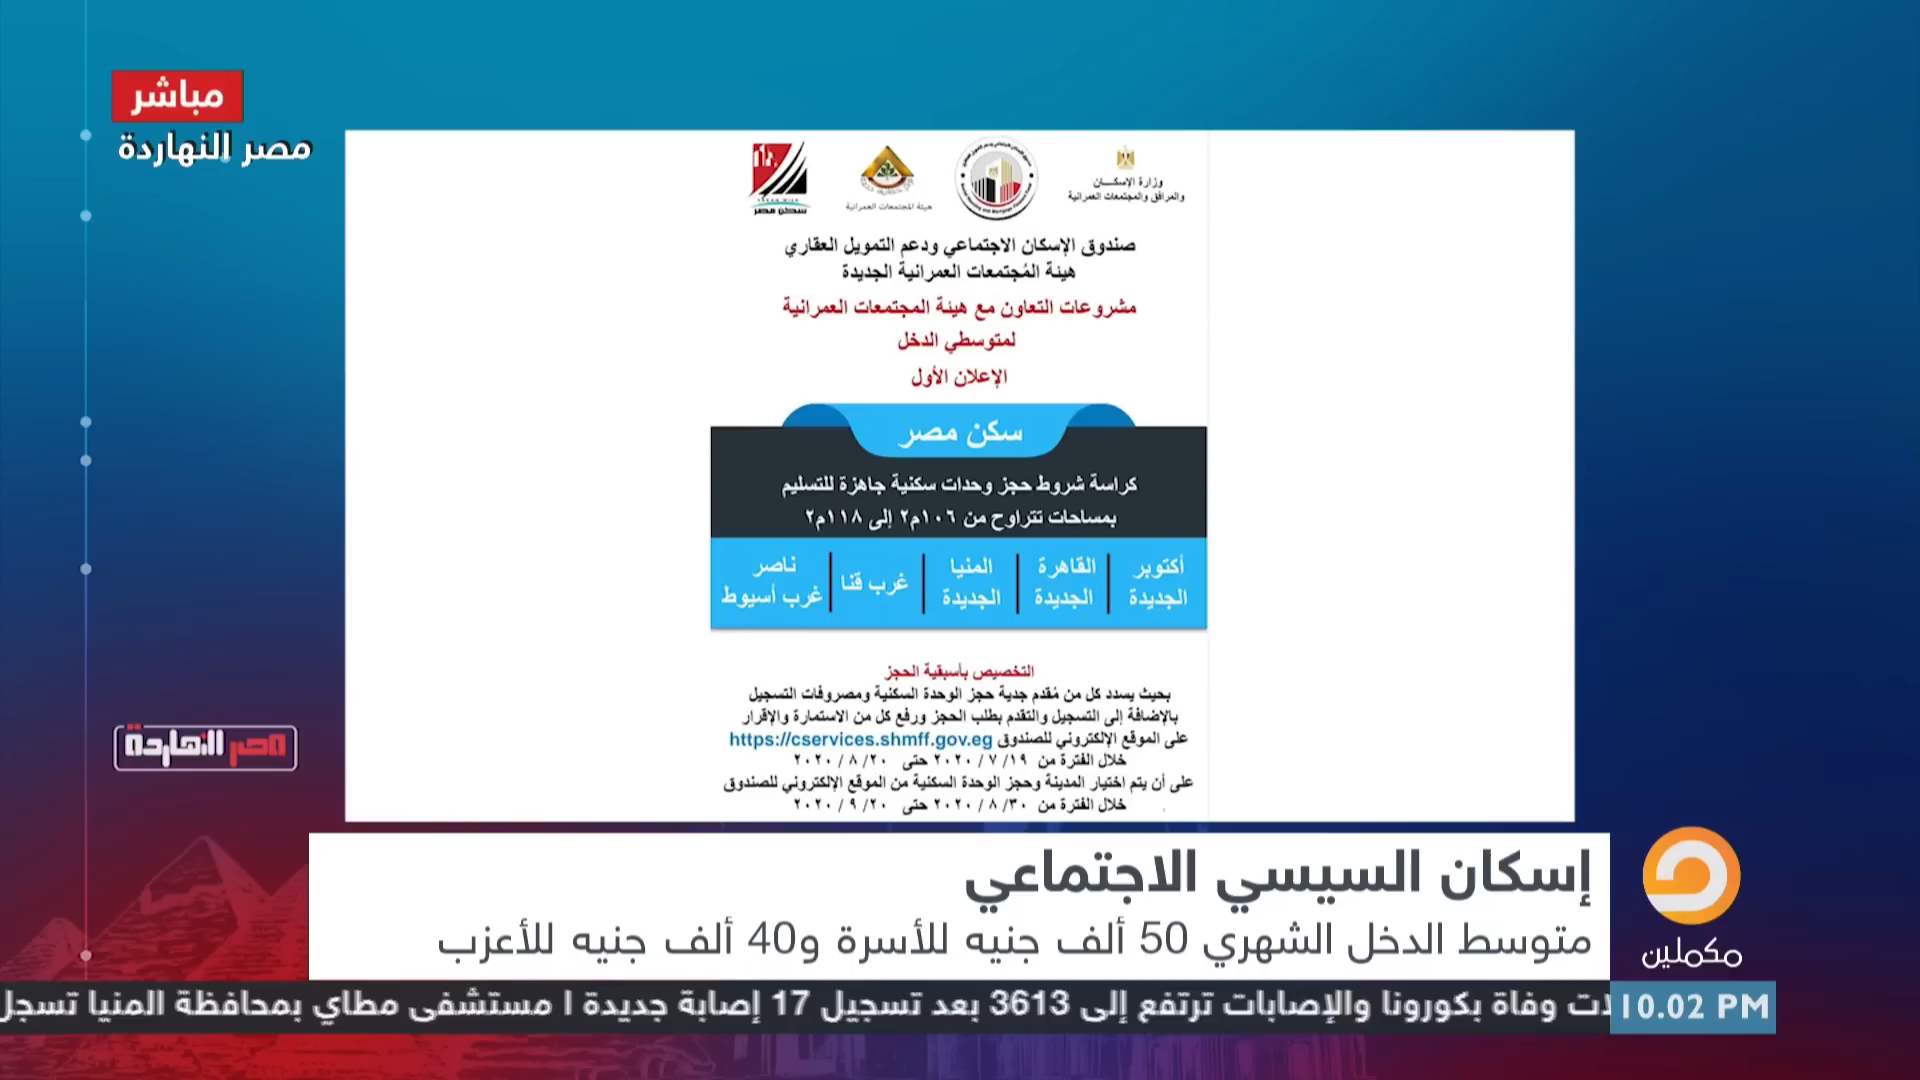 مباشر
مصر النهاردة
سكن مصر
هيئة المجتمعات العمرانية
وزارة الإسكـــان
والمرافق والمجتمعات العمرانية
صندوق الإسكان الاجتماعي ودعم التمويل العقاري
هيئة المُجتمعات العمرانية الجديدة
مشروعات التعاون مع هيئة المجتمعات العمرانية
لمتوسطي الدخل
الإعلان الأول
سكن مصر
كراسة شروط حجز وحدات سكنية جاهزة للتسليم
بمساحات تتراوح من ١٠٦م٢ إلى ١١٨م٢
أكتوبر الجديدة
القاهرة الجديدة
المنيا الجديدة
غرب قنا
ناصر غرب أسيوط
التخصيص بأسبقية الحجز
بحيث يسدد كل من مُقدم جدية حجز الوحدة السكنية ومصروفات التسجيل
بالإضافة إلى التسجيل والتقدم بطلب الحجز ورفع كل من الاستمارة والإقرار
على الموقع الإلكتروني للصندوق https://cservices.shmff.gov.eg
خلال الفترة من ١٩/ ٧ / ٢٠٢٠ حتى ٢٠/ ٨ / ٢٠٢٠
على أن يتم اختيار المدينة وحجز الوحدة السكنية من الموقع الإلكتروني للصندوق
خلال الفترة من ٣٠/ ٨ / ٢٠٢٠ حتى ٢٠/ ٩ / ٢٠٢٠
مصر النهاردة
إسكان السيسي الاجتماعي
متوسط الدخل الشهري 50 ألف جنيه للأسرة و40 ألف جنيه للأعزب
مكملين
لات وفاة بكورونا والإصابات ترتفع إلى 3613 بعد تسجيل 17 إصابة جديدة ا مستشفى مطاي بمحافظة المنيا تسجل
10.02 PM